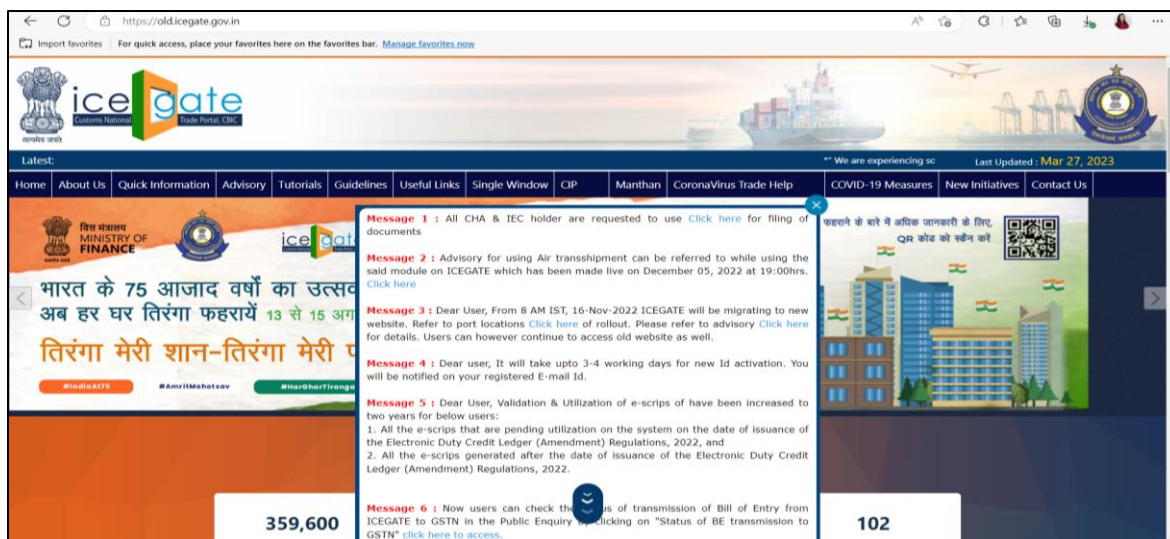 https://old.icegate.gov.in
Import favorites
For quick access, place your favorites here on the favorites bar. Manage favorites now
सत्यमेव जयते
ice gate
Customs National Trade Portal, CBIC
Latest:
** We are experiencing sc
Last Updated : Mar 27, 2023
Home About Us Quick Information Advisory Tutorials Guidelines Useful Links Single Window CIP Manthan CoronaVirus Trade Help COVID-19 Measures New Initiatives Contact Us
वित्त मंत्रालय
MINISTRY OF
FINANCE
ice gat
भारत के 75 आजाद वर्षों का उत्सव
अब हर घर तिरंगा फहरायें 13 से 15 अग
तिरंगा मेरी शान-तिरंगा मेरी
#IndiaAt75
#AmritMahotsav
#HarGharTiranga
Message 1 : All CHA & IEC holder are requested to use Click here for filing of
documents
Message 2 : Advisory for using Air transshipment can be referred to while using the
said module on ICEGATE which has been made live on December 05, 2022 at 19:00hrs.
Click here
Message 3 : Dear User, From 8 AM IST, 16-Nov-2022 ICEGATE will be migrating to new
website. Refer to port locations Click here of rollout. Please refer to advisory Click here
for details. Users can however continue to access old website as well.
Message 4 : Dear user, It will take upto 3-4 working days for new Id activation. You
will be notified on your registered E-mail Id.
Message 5 : Dear User, Validation & Utilization of e-scrips of have been increased to
two years for below users:
1. All the e-scrips that are pending utilization on the system on the date of issuance of
the Electronic Duty Credit Ledger (Amendment) Regulations, 2022, and
2. All the e-scrips generated after the date of issuance of the Electronic Duty Credit
Ledger (Amendment) Regulations, 2022.
Message 6 : Now users can check the us of transmission of Bill of Entry from
ICEGATE to GSTN in the Public Enquiry clicking on "Status of BE transmission to
GSTN" click here to access.
फहराने के बारे में अधिक जानकारी के लिए,
QR कोड को स्कैन करें
359,600
102